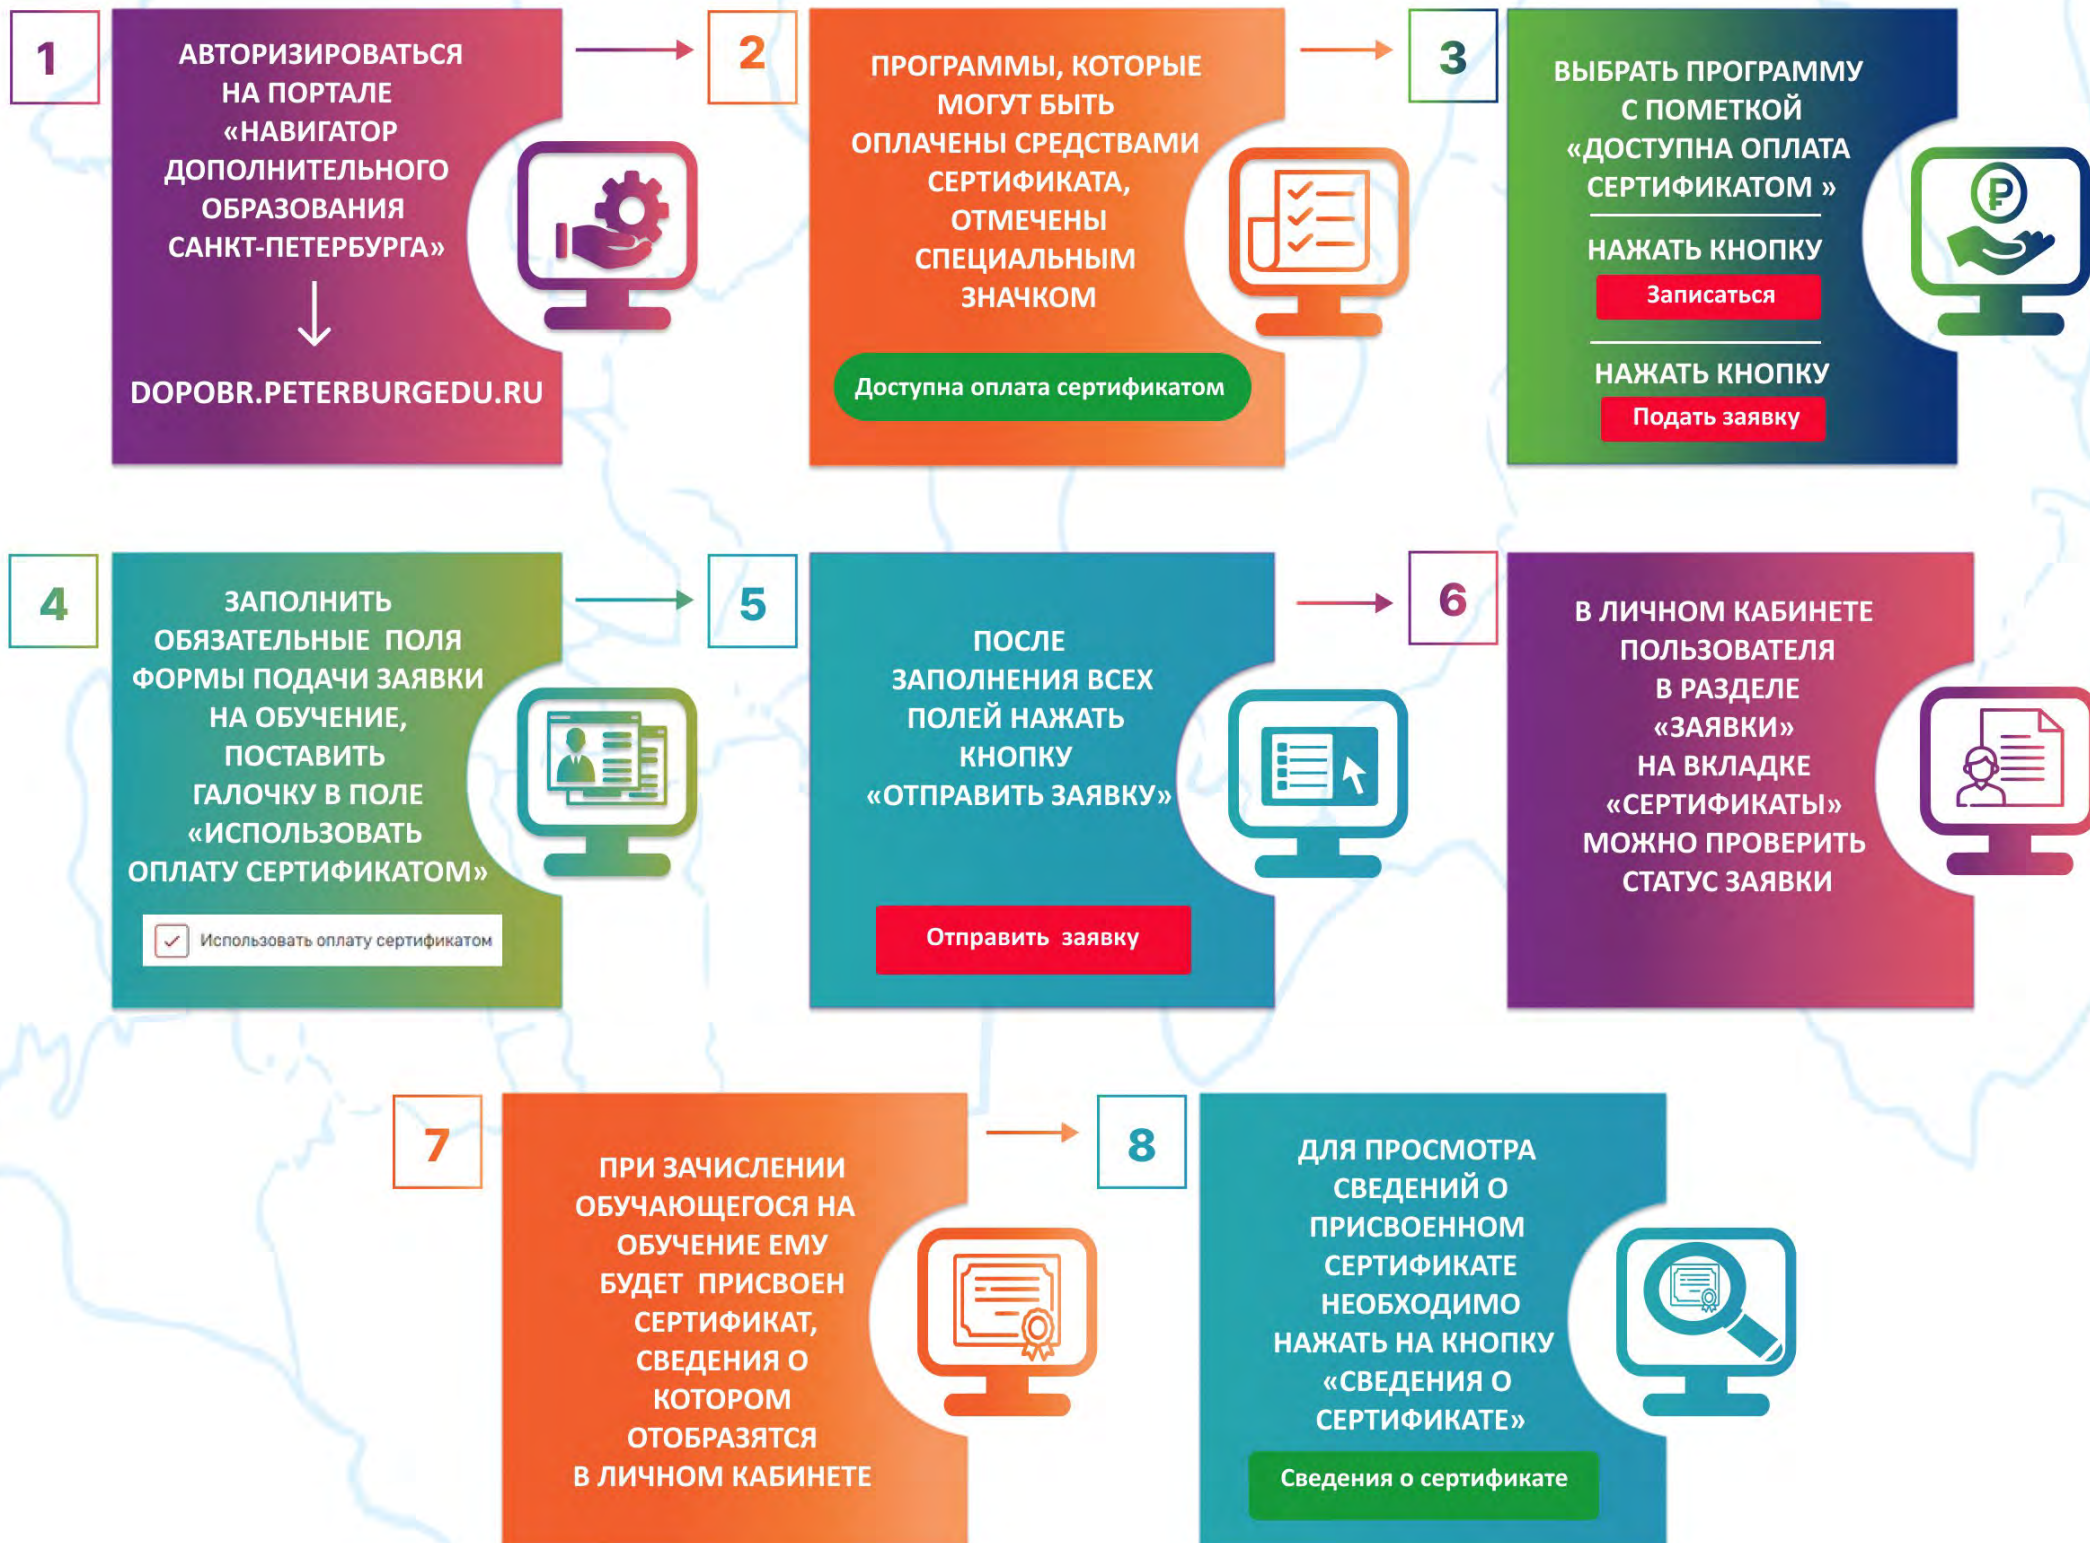 1
АВТОРИЗИРОВАТЬСЯ
НА ПОРТАЛЕ
«НАВИГАТОР
ДОПОЛНИТЕЛЬНОГО
ОБРАЗОВАНИЯ
САНКТ-ПЕТЕРБУРГА»
DOPOBR.PETERBURGEDU.RU
2
ПРОГРАММЫ, КОТОРЫЕ
МОГУТ БЫТЬ
ОПЛАЧЕНЫ СРЕДСТВАМИ
СЕРТИФИКАТА,
ОТМЕЧЕНЫ
СПЕЦИАЛЬНЫМ
ЗНАЧКОМ
Доступна оплата сертификатом
3
ВЫБРАТЬ ПРОГРАММУ
С ПОМЕТКОЙ
«ДОСТУПНА ОПЛАТА
СЕРТИФИКАТОМ »
НАЖАТЬ КНОПКУ
Записаться
НАЖАТЬ КНОПКУ
Подать заявку
4
ЗАПОЛНИТЬ
ОБЯЗАТЕЛЬНЫЕ ПОЛЯ
ФОРМЫ ПОДАЧИ ЗАЯВКИ
НА ОБУЧЕНИЕ,
ПОСТАВИТЬ
ГАЛОЧКУ В ПОЛЕ
«ИСПОЛЬЗОВАТЬ
ОПЛАТУ СЕРТИФИКАТОМ»
Использовать оплату сертификатом
5
ПОСЛЕ
ЗАПОЛНЕНИЯ ВСЕХ
ПОЛЕЙ НАЖАТЬ
КНОПКУ
«ОТПРАВИТЬ ЗАЯВКУ»
Отправить заявку
6
В ЛИЧНОМ КАБИНЕТЕ
ПОЛЬЗОВАТЕЛЯ
В РАЗДЕЛЕ
«ЗАЯВКИ»
НА ВКЛАДКЕ
«СЕРТИФИКАТЫ»
МОЖНО ПРОВЕРИТЬ
СТАТУС ЗАЯВКИ
7
ПРИ ЗАЧИСЛЕНИИ
ОБУЧАЮЩЕГОСЯ НА
ОБУЧЕНИЕ ЕМУ
БУДЕТ ПРИСВОЕН
СЕРТИФИКАТ,
СВЕДЕНИЯ О
КОТОРОМ
ОТОБРАЗЯТСЯ
В ЛИЧНОМ КАБИНЕТЕ
8
ДЛЯ ПРОСМОТРА
СВЕДЕНИЙ О
ПРИСВОЕННОМ
СЕРТИФИКАТЕ
НЕОБХОДИМО
НАЖАТЬ НА КНОПКУ
«СВЕДЕНИЯ О
СЕРТИФИКАТЕ»
Сведения о сертификате